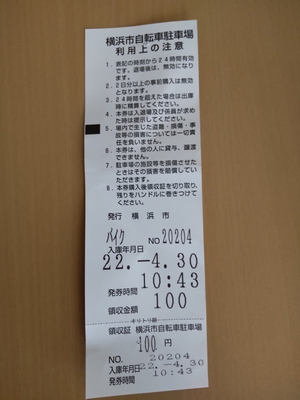 横浜市自転車駐車場
利用上の注意
1．表記の時刻から24時間有効
です。退場後は、無効になり
ます。
2．2日分以上の事前購入は無効
となります。
3．24時間を超えた場合は出庫
時に精算してください。
4．本券は入退場及び係員が求め
た時は提示してください。
5．場内で生じた盗難・損傷・事
故等の損害については一切責
任を負いません。
6．本券は、他の人に貸与、譲渡
できません。
7．駐車場の施設等を損傷させた
ときはその損害を賠償してい
ただきます。
8．本券購入後領収証を切り取り、
残りをハンドルに巻きつけて
ください。
発行 横浜市
バイク NO 20204
入庫年月日
22.-4.30
10:43
発券時間
領収金額 100
キリトリ線
領収証 横浜市自転車駐車場
100 円
NO. 20204
入庫年月日 22.-4.30
発券時間 10:43